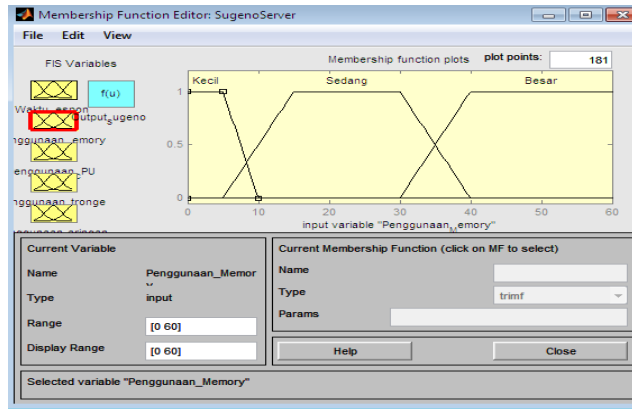 Membership Function Editor: SugenoServer
File Edit View
FIS Variables
Membership function plots plot points: 181
f(u)
Kecil Sedang Besar
1
0.5
0
0 10 20 30 40 50 60
input variable "Penggunaan_Memory"
Current Variable
Name Penggunaan_Memory
Type input
Range [0 60]
Display Range [0 60]
Current Membership Function (click on MF to select)
Name
Type trimf
Params
Help Close
Selected variable "Penggunaan_Memory"